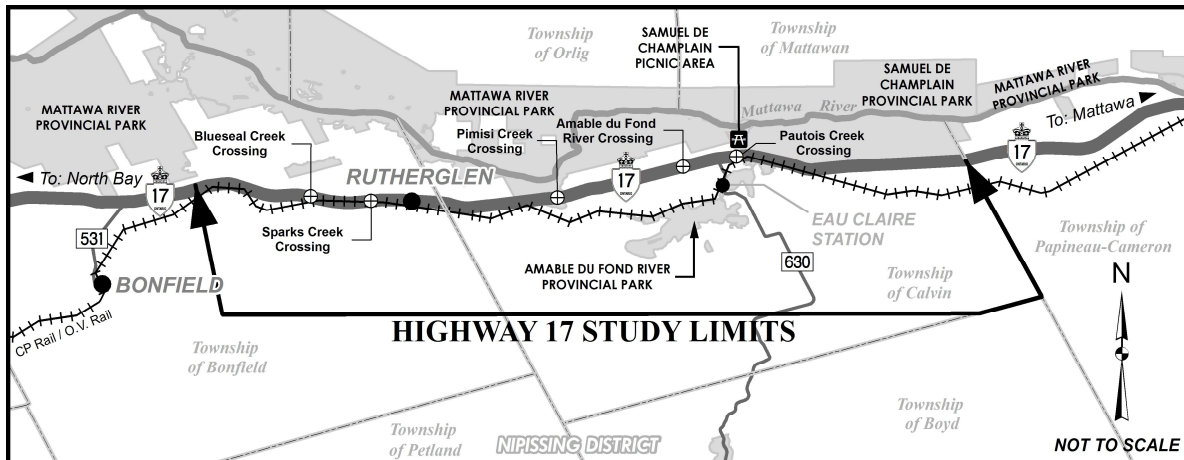 Township
of Orlig
SAMUEL DE
CHAMPLAIN
PICNIC AREA
Township
of Mattawan
MATTAWA RIVER
PROVINCIAL PARK
MATTAWA RIVER
PROVINCIAL PARK
SAMUEL DE
CHAMPLAIN
PROVINCIAL PARK
MATTAWA RIVER
PROVINCIAL PARK
To: Mattawa
Mattawa River
Blueseal Creek
Crossing
Pimisi Creek
Crossing
Amable du Fond
River Crossing
Pautois Creek
Crossing
To: North Bay
17
ONTARIO
RUTHERGLEN
17
ONTARIO
17
ONTARIO
Sparks Creek
Crossing
531
BONFIELD
EAU CLAIRE
STATION
Township of
Papineau-Cameron
AMABLE DU FOND RIVER
PROVINCIAL PARK
630
Township
of Calvin
N
CP Rail / O.V. Rail
HIGHWAY 17 STUDY LIMITS
Township
of Bonfield
Township
of Boyd
Township
of Petland
NIPISSING DISTRICT
NOT TO SCALE